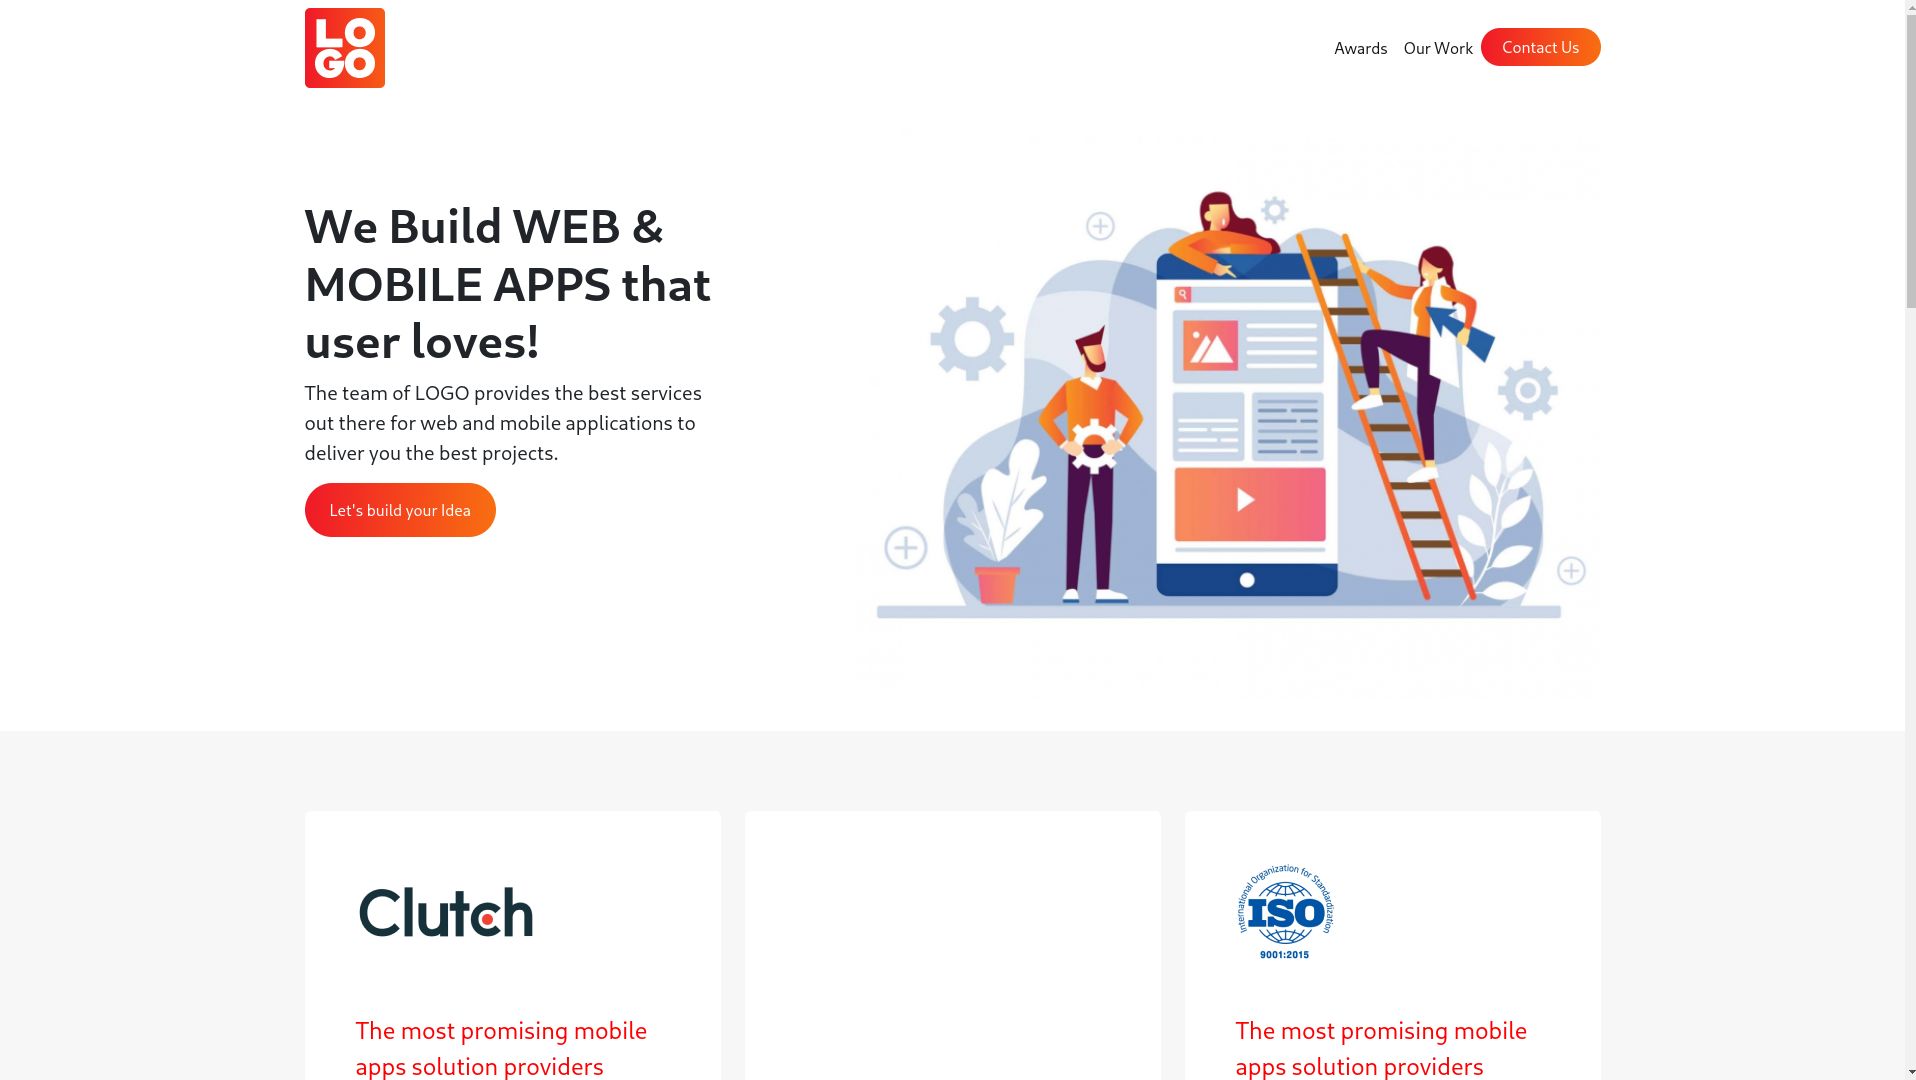 LO
GO
Awards
Our Work
Contact Us
We Build WEB &
MOBILE APPS that
user loves!
The team of LOGO provides the best services
out there for web and mobile applications to
deliver you the best projects.
Let's build your Idea
Clutch
The most promising mobile
apps solution providers
International Organization for Standardization
ISO
9001:2015
The most promising mobile
apps solution providers